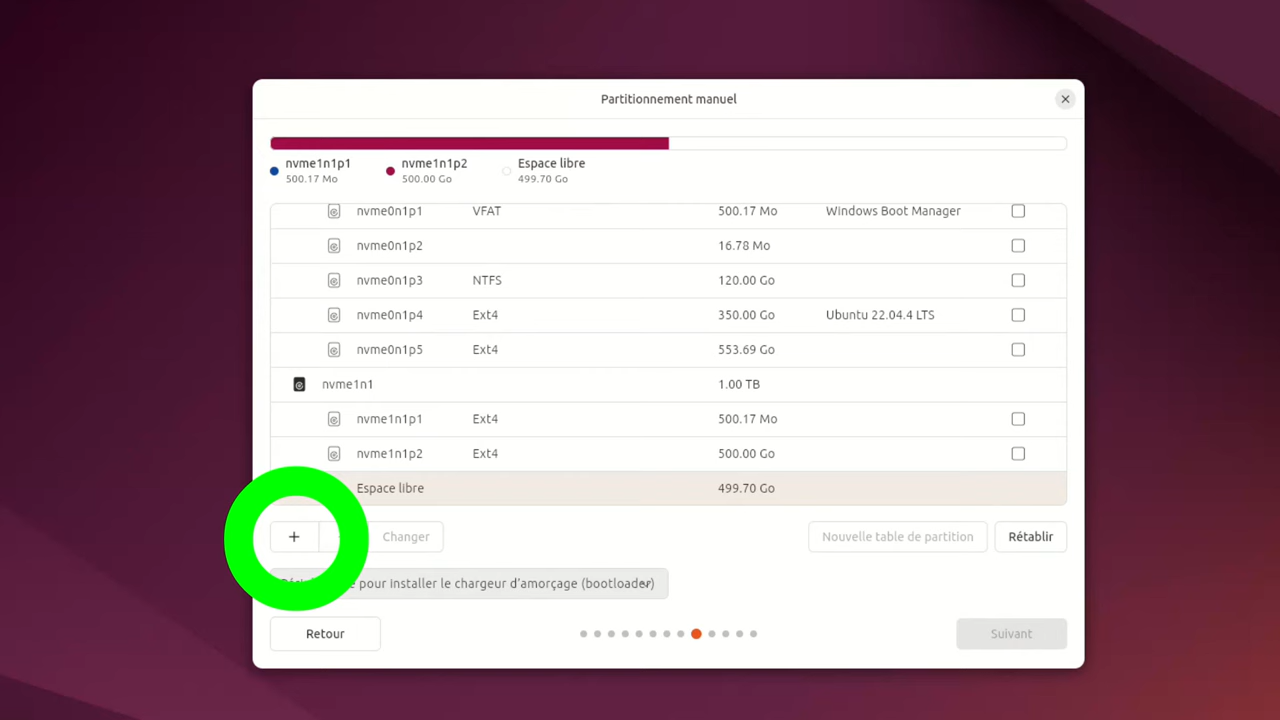 Partitionnement manuel
nvme1n1p1 nvme1n1p2 Espace libre
500.17 Mo 500.00 Go 499.70 Go
nvme0n1p1 VFAT 500.17 Mo Windows Boot Manager
nvme0n1p2 16.78 Mo
nvme0n1p3 NTFS 120.00 Go
nvme0n1p4 Ext4 350.00 Go Ubuntu 22.04.4 LTS
nvme0n1p5 Ext4 553.69 Go
nvme1n1 1.00 TB
nvme1n1p1 Ext4 500.17 Mo
nvme1n1p2 Ext4 500.00 Go
Espace libre 499.70 Go
+ Changer Nouvelle table de partition Rétablir
pour installer le chargeur d'amorçage (bootloader)
Retour Suivant